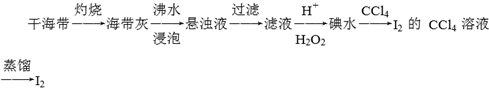 干海带 灼烧 海带灰 沸水 浸泡 悬浊液 过滤 滤液 H⁺ H₂O₂ 碘水 CCl₄ I₂ 的 CCl₄ 溶液
蒸馏 I₂